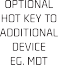 OPTIONAL
HOT KEY TO
ADDITIONAL
DEVICE
EG. MDT